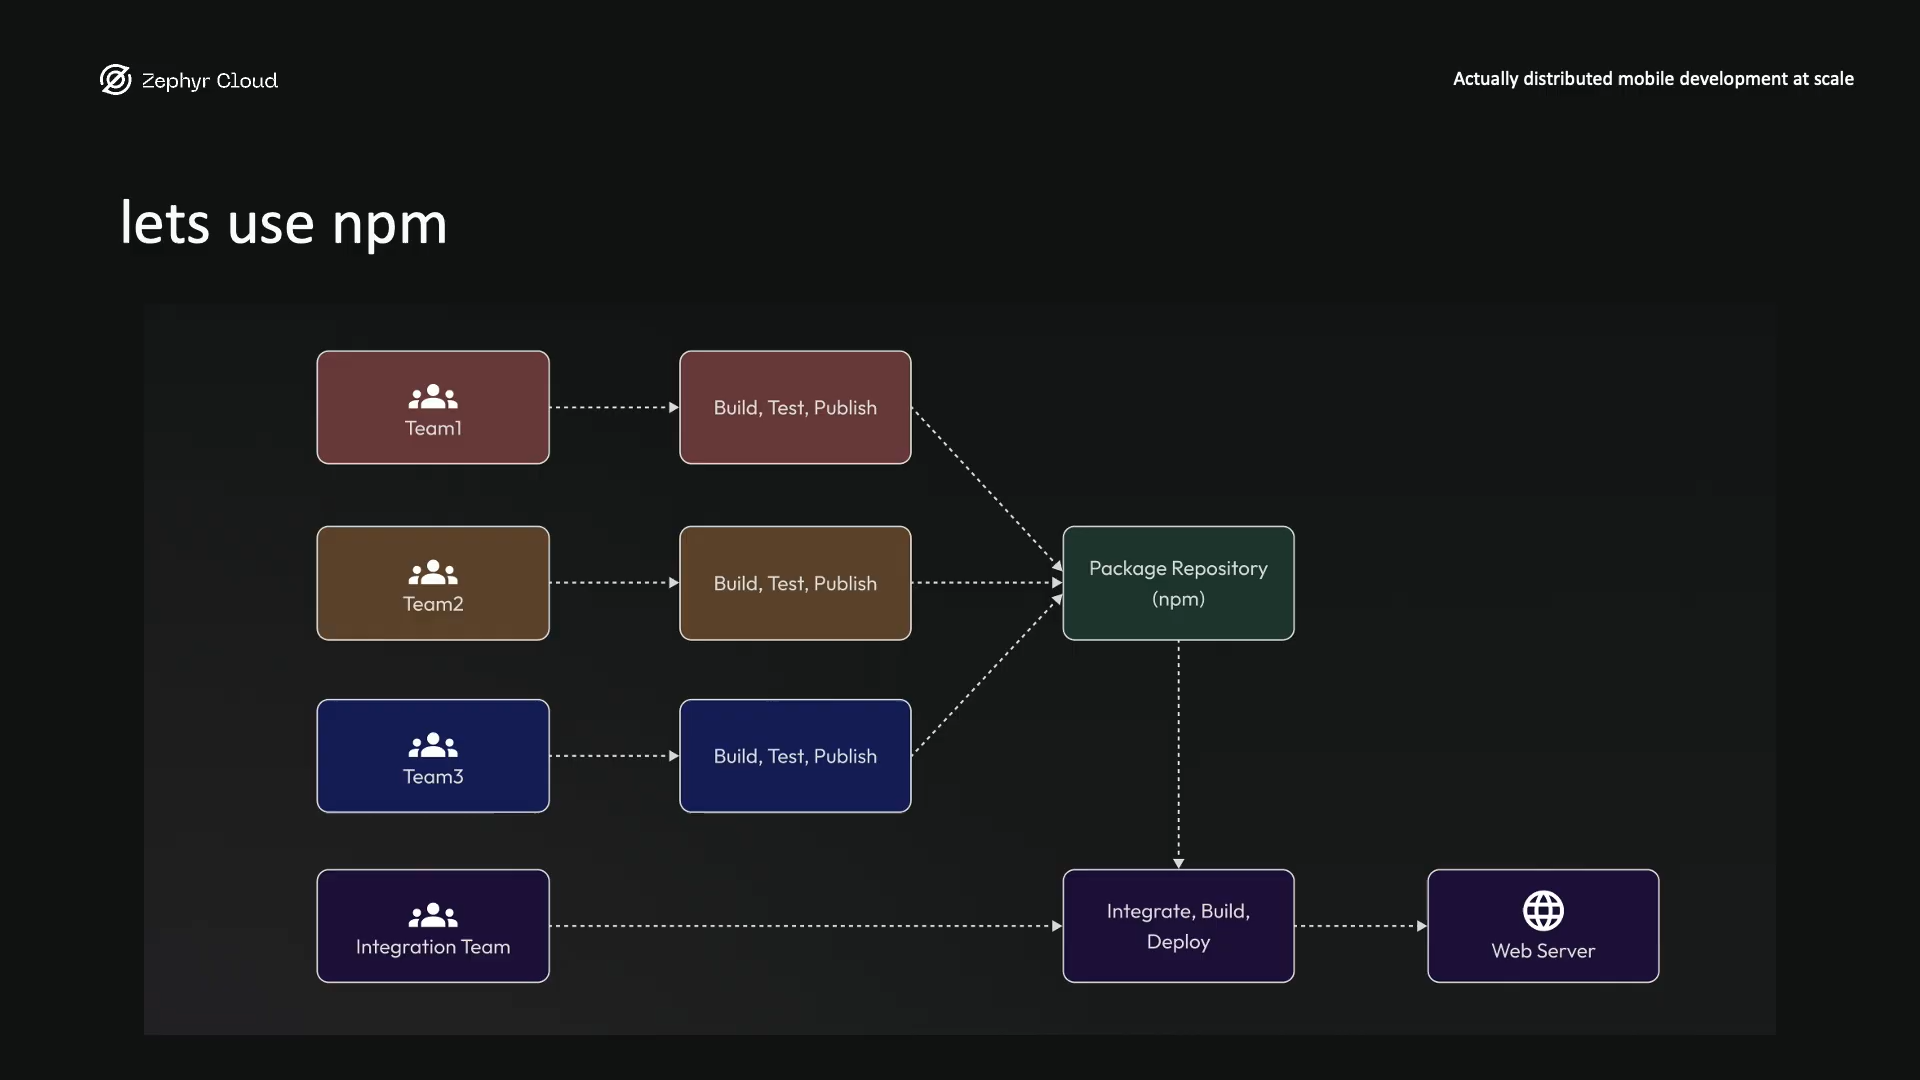 Zephyr Cloud
Actually distributed mobile development at scale
lets use npm
Team1
Build, Test, Publish
Team2
Build, Test, Publish
Package Repository
(npm)
Team3
Build, Test, Publish
Integration Team
Integrate, Build,
Deploy
Web Server